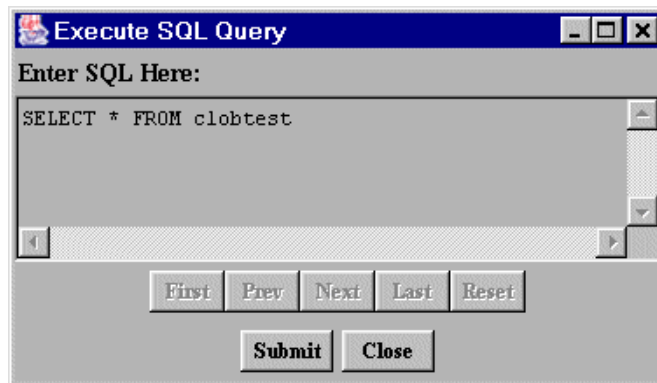 Execute SQL Query
Enter SQL Here:
SELECT * FROM clobtest
First Prev Next Last Reset
Submit Close